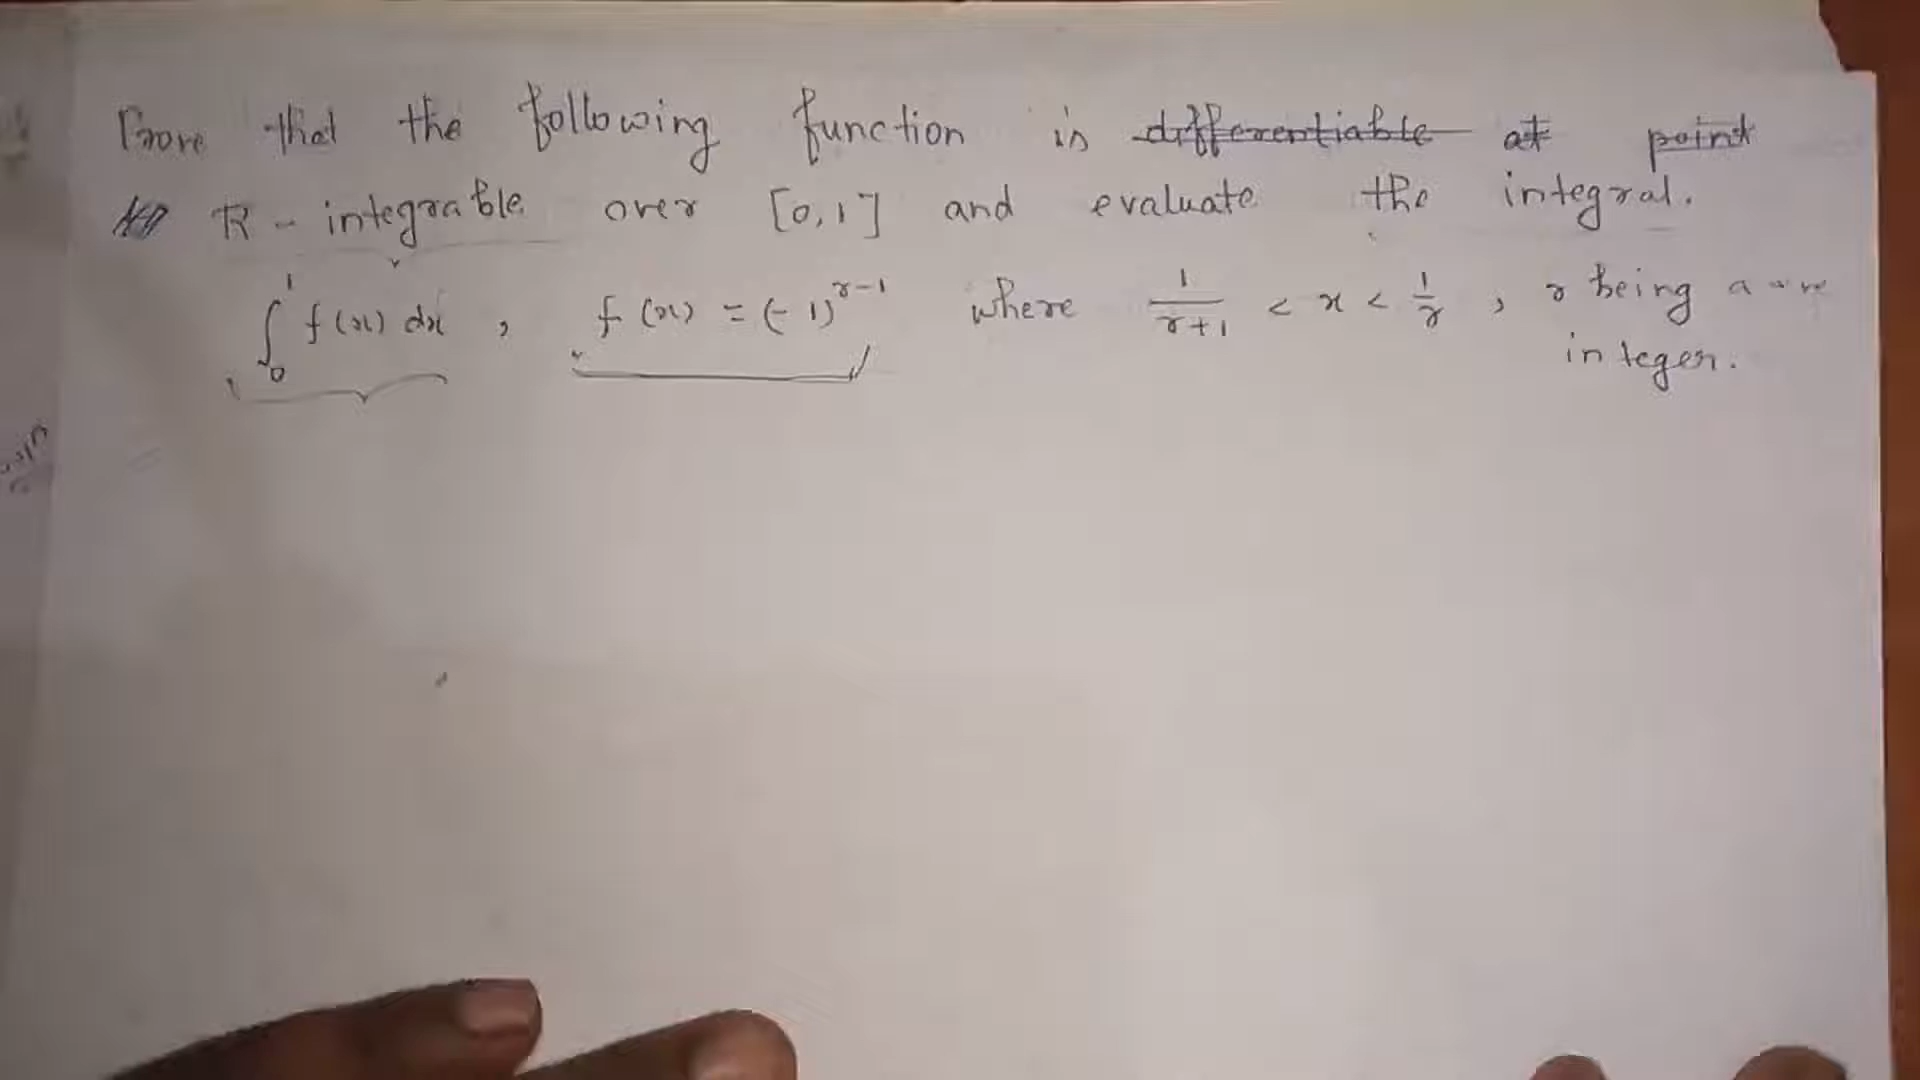 Prove that the following function is differentiable at point
R - integrable over [0,1] and evaluate the integral.
∫₀¹ f(x) dx , f(x) = (-1)^{r-1} where 1/(r+1) < x < 1/r , r being a +ve
integer.